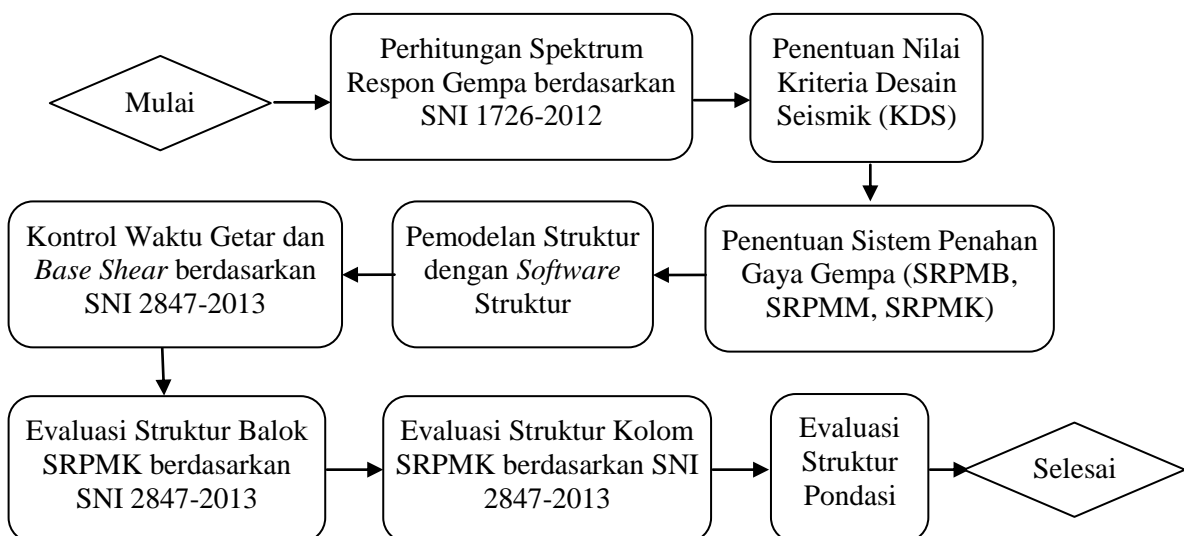 Mulai
Perhitungan Spektrum
Respon Gempa berdasarkan
SNI 1726-2012
Penentuan Nilai
Kriteria Desain
Seismik (KDS)
Penentuan Sistem Penahan
Gaya Gempa (SRPMB,
SRPMM, SRPMK)
Pemodelan Struktur
dengan Software
Struktur
Kontrol Waktu Getar dan
Base Shear berdasarkan
SNI 2847-2013
Evaluasi Struktur Balok
SRPMK berdasarkan
SNI 2847-2013
Evaluasi Struktur Kolom
SRPMK berdasarkan SNI
2847-2013
Evaluasi
Struktur
Pondasi
Selesai